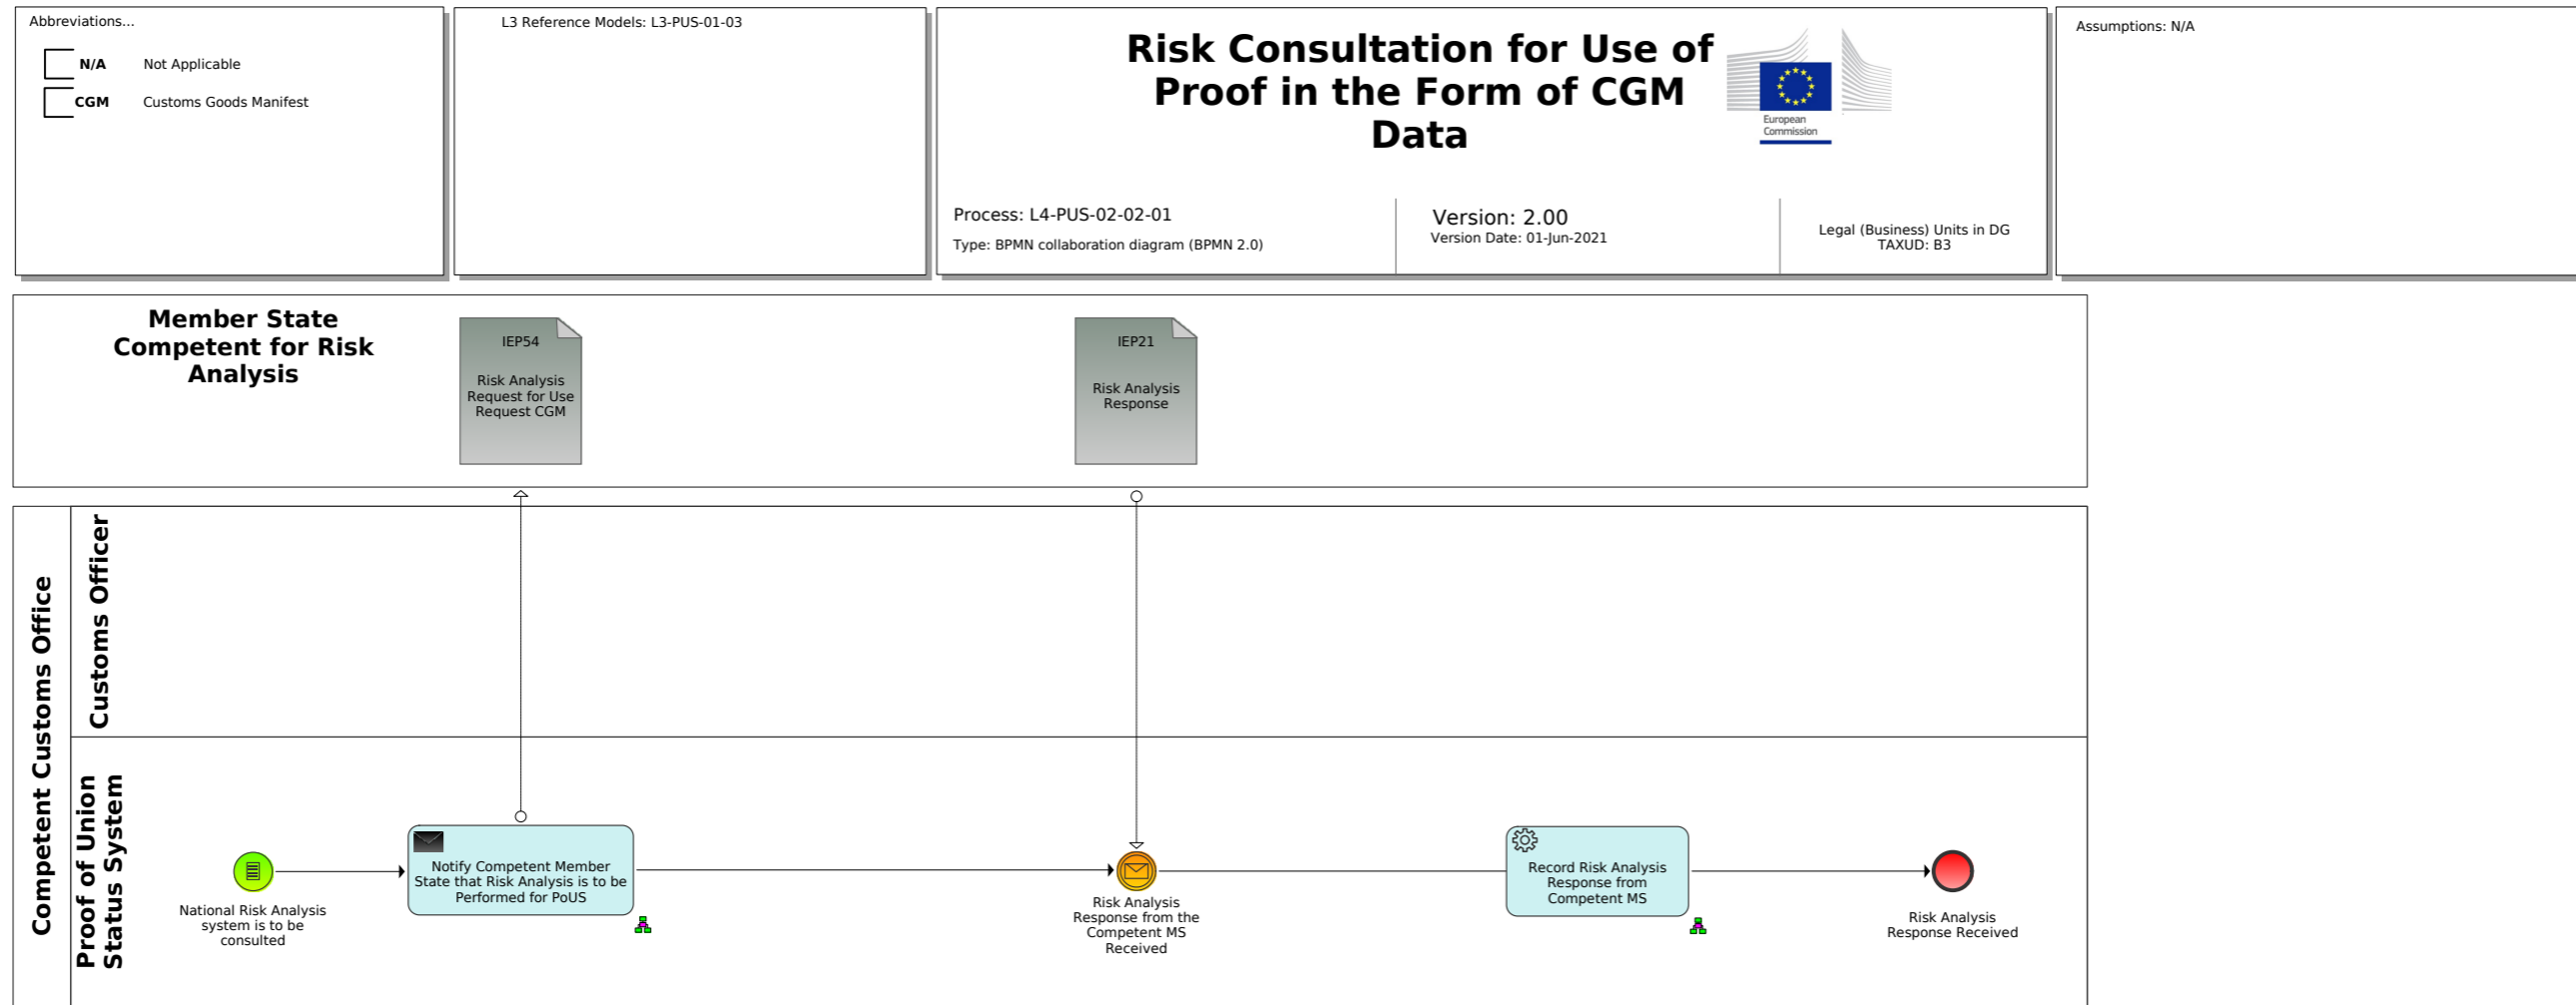 Abbreviations...
N/A Not Applicable
CGM Customs Goods Manifest
L3 Reference Models: L3-PUS-01-03
Risk Consultation for Use of
Proof in the Form of CGM
Data
European
Commission
Process: L4-PUS-02-02-01
Type: BPMN collaboration diagram (BPMN 2.0)
Version: 2.00
Version Date: 01-Jun-2021
Legal (Business) Units in DG
TAXUD: B3
Assumptions: N/A
Member State
Competent for Risk
Analysis
IEP54
Risk Analysis
Request for Use
Request CGM
IEP21
Risk Analysis
Response
Competent Customs Office
Customs Officer
Proof of Union
Status System
National Risk Analysis
system is to be
consulted
Notify Competent Member
State that Risk Analysis is to be
Performed for PoUS
Risk Analysis
Response from the
Competent MS
Received
Record Risk Analysis
Response from
Competent MS
Risk Analysis
Response Received